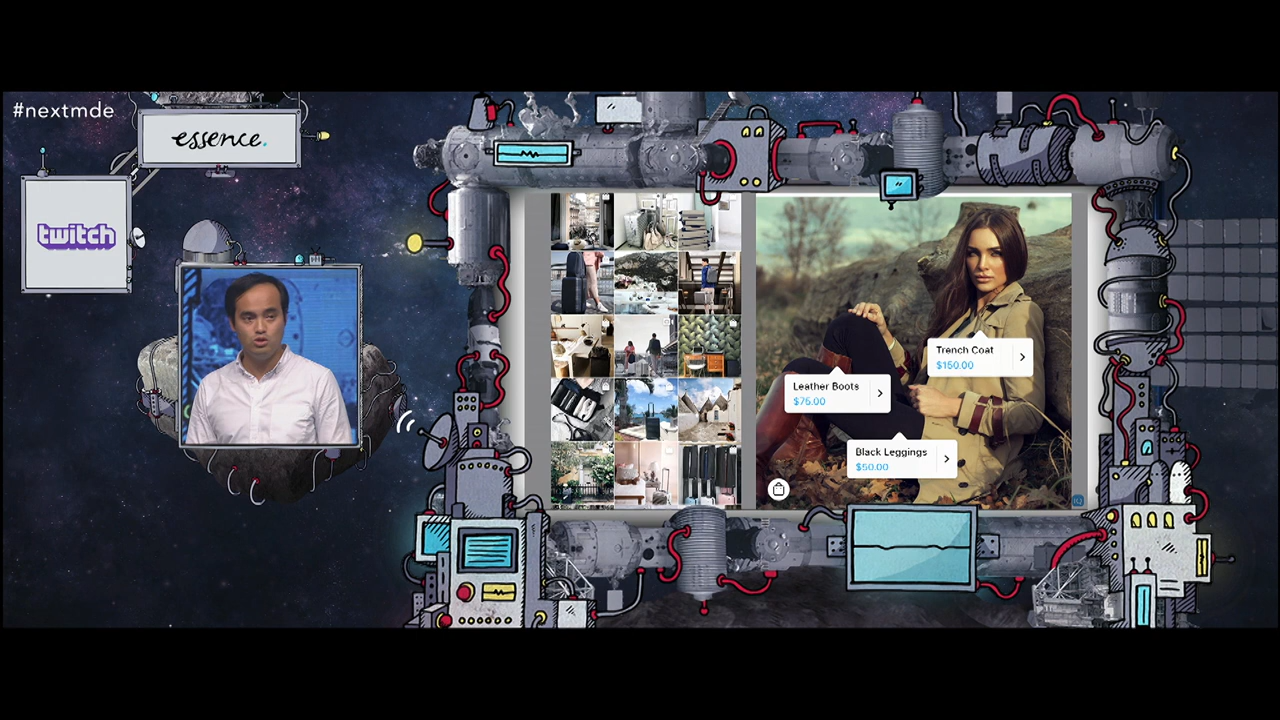 #nextmde
essence.
twitch
Trench Coat
$150.00
Leather Boots
$75.00
Black Leggings
$50.00